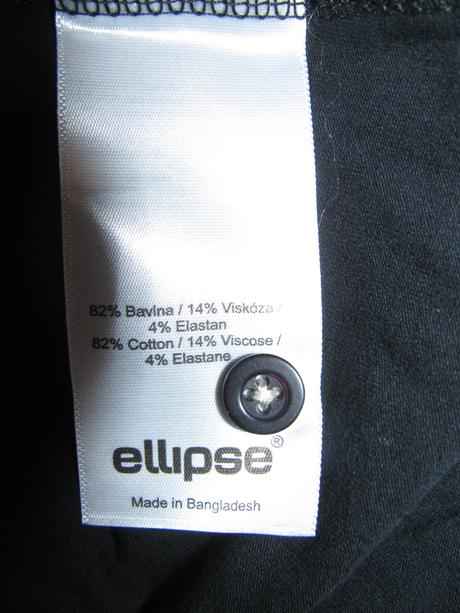 82% Bavlna / 14% Viskóza /
4% Elastan
82% Cotton / 14% Viscose /
4% Elastane
ellipse®
Made in Bangladesh